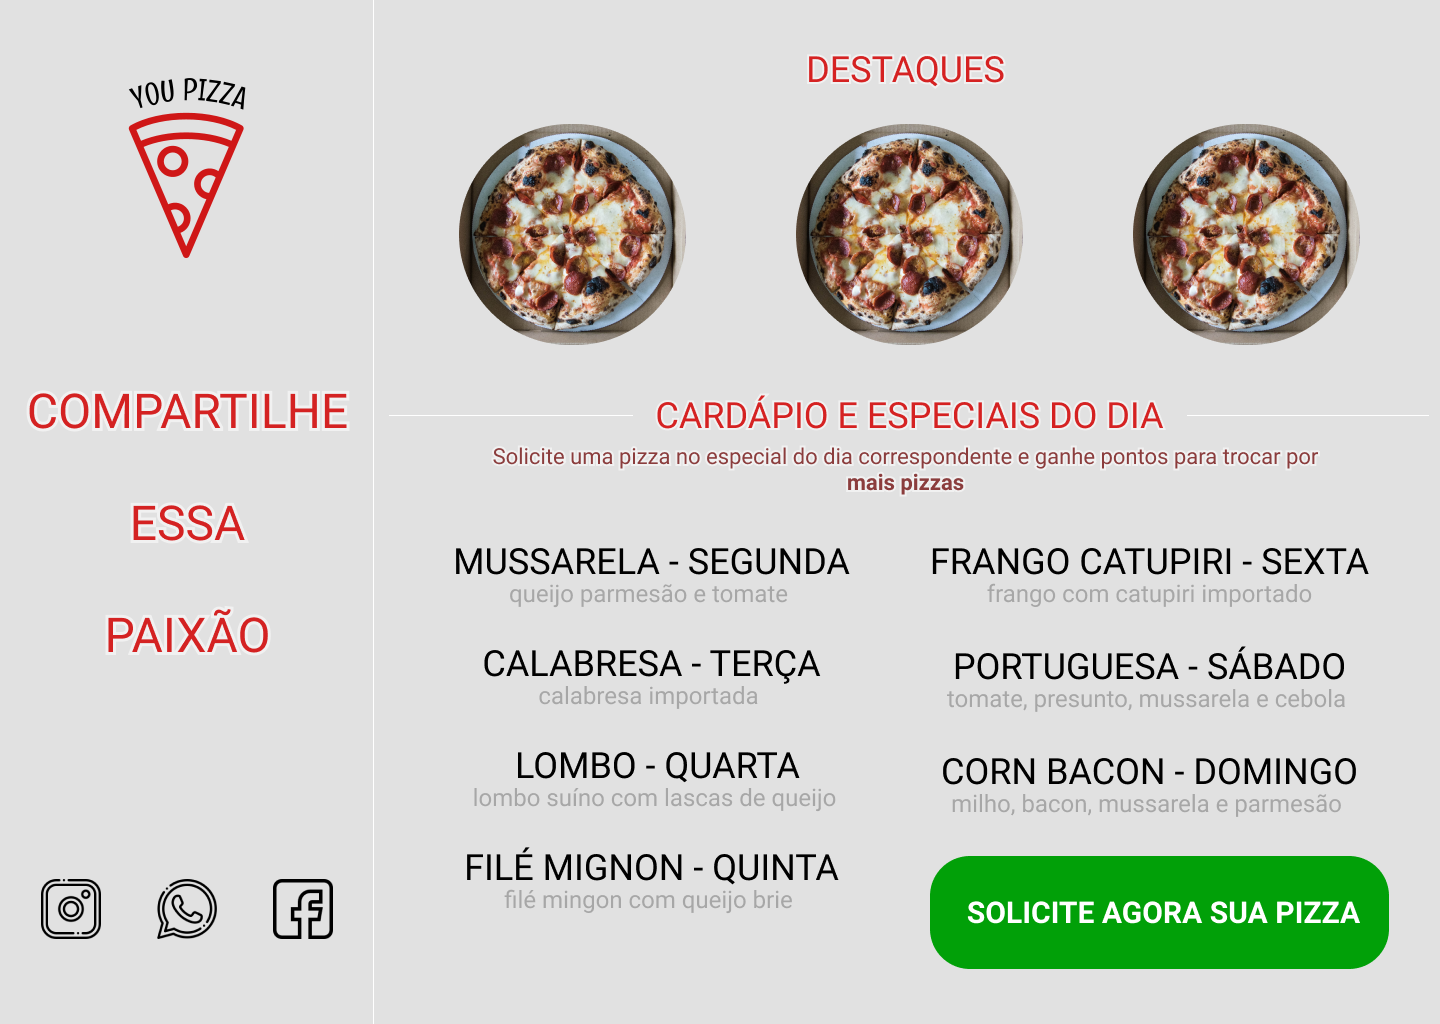 YOU PIZZA
COMPARTILHE
ESSA
PAIXÃO
DESTAQUES
CARDÁPIO E ESPECIAIS DO DIA
Solicite uma pizza no especial do dia correspondente e ganhe pontos para trocar por
mais pizzas
MUSSARELA - SEGUNDA
queijo parmesão e tomate
CALABRESA - TERÇA
calabresa importada
LOMBO - QUARTA
lombo suíno com lascas de queijo
FILÉ MIGNON - QUINTA
filé mingon com queijo brie
FRANGO CATUPIRI - SEXTA
frango com catupiri importado
PORTUGUESA - SÁBADO
tomate, presunto, mussarela e cebola
CORN BACON - DOMINGO
milho, bacon, mussarela e parmesão
SOLICITE AGORA SUA PIZZA